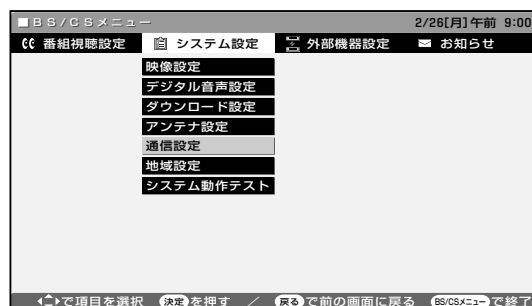 ■BS/CSメニュー 2/26[月]午前 9:00
番組視聴設定 システム設定 外部機器設定 お知らせ
映像設定
デジタル音声設定
ダウンロード設定
アンテナ設定
通信設定
地域設定
システム動作テスト
で項目を選択 決定を押す / 戻るで前の画面に戻る BS/CSメニューで終了